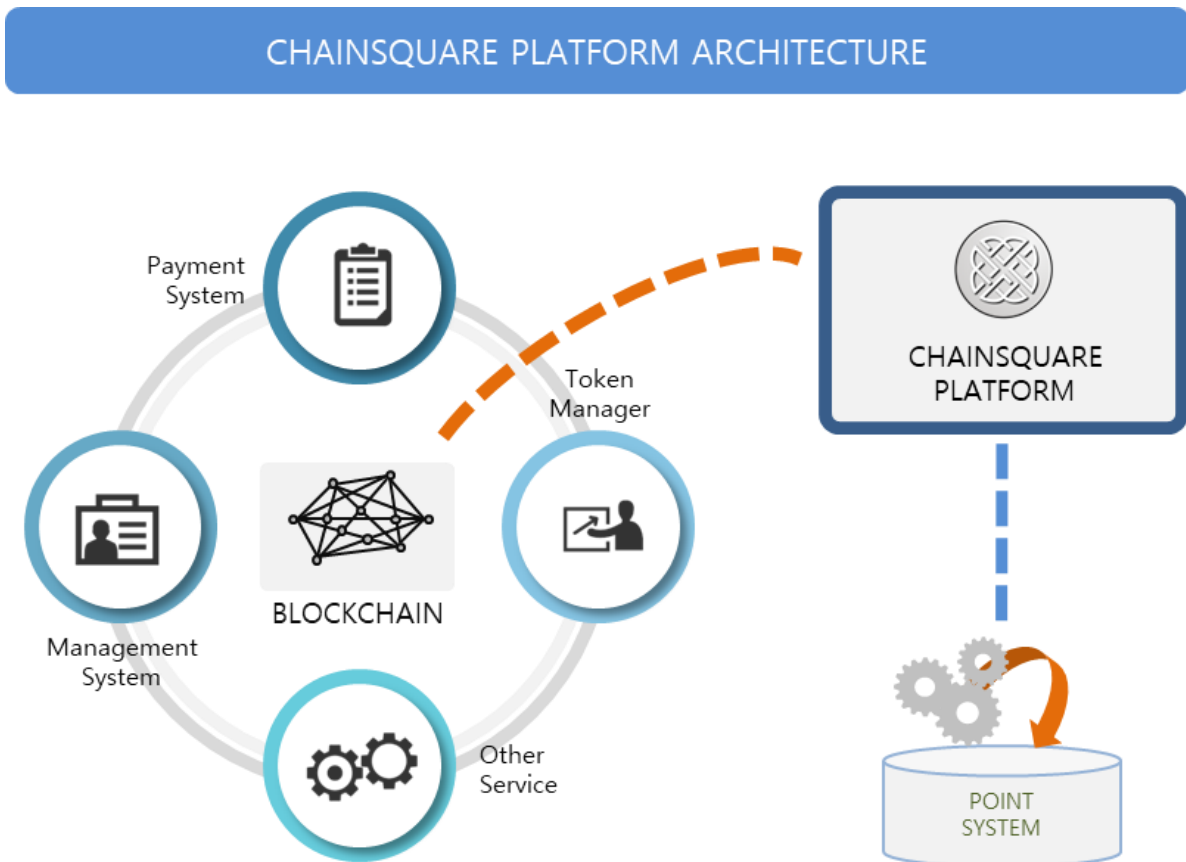 CHAINSQUARE PLATFORM ARCHITECTURE
Payment
System
Token
Manager
CHAINSQUARE
PLATFORM
BLOCKCHAIN
Management
System
Other
Service
POINT
SYSTEM